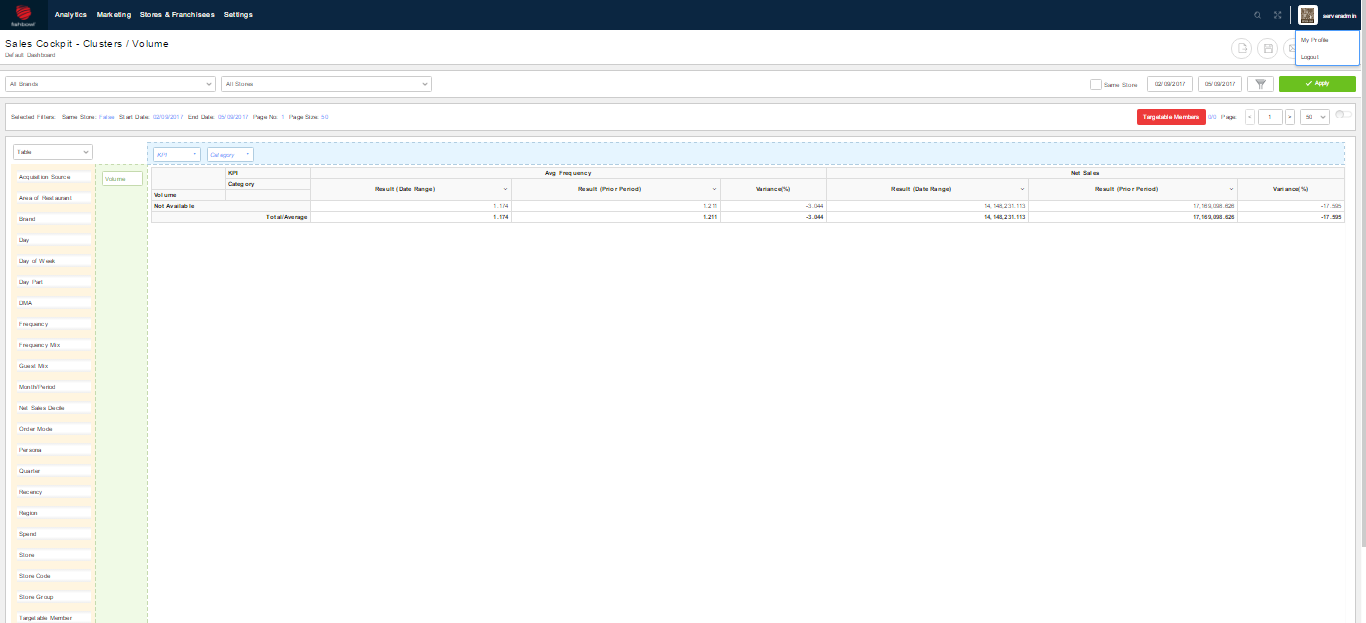 fishbowl
Analytics Marketing Stores & Franchisees Settings
serveradmin
My Profile
Logout
Sales Cockpit - Clusters / Volume
Default Dashboard
All Brands
All Stores
Same Store
02/09/2017
05/09/2017
Apply
Selected Filters: Same Store: False Start Date: 02/09/2017 End Date: 05/09/2017 Page No: 1 Page Size: 50
Targetable Members 0/0 Page: < 1 > 50
Table
KPI
Category
Acquisition Source
Area of Restaurant
Brand
Day
Day of Week
Day Part
DMA
Frequency
Frequency Mix
Guest Mix
Month/Period
Net Sales Decile
Order Mode
Persona
Quarter
Recency
Region
Spend
Store
Store Code
Store Group
Targetable Member
Volume
KPI Avg Frequency Net Sales
Category Result (Date Range) Result (Prior Period) Variance(%) Result (Date Range) Result (Prior Period) Variance(%)
Volume
Not Available 1.174 1.211 -3.044 14,148,231.113 17,169,098.626 -17.595
Total/Average 1.174 1.211 -3.044 14,148,231.113 17,169,098.626 -17.595